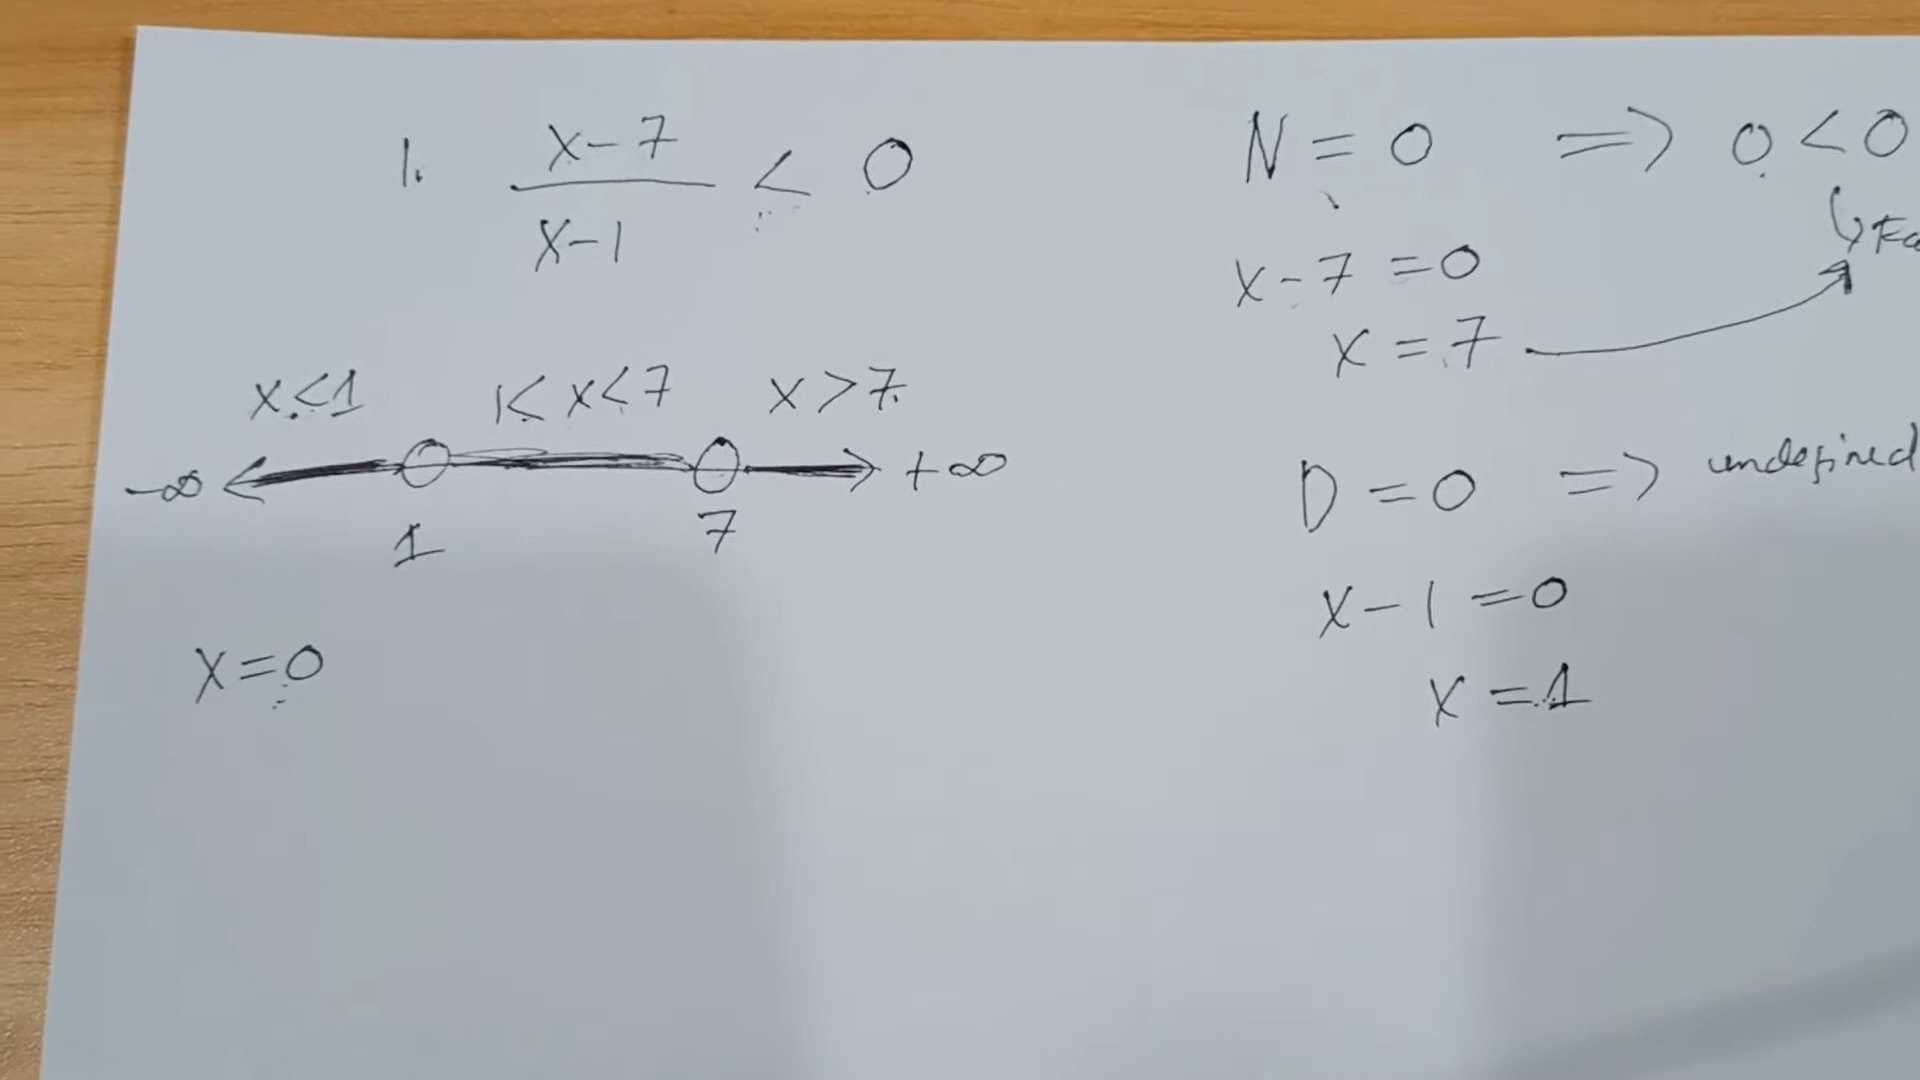 1. x-7 / x-1 < 0
x<1 1< x<7 x>7
-∞ +∞
1 7
x=0
N = 0 => 0 < 0
x-7 =0
x = 7
D = 0 => undefined
x-1 =0
x = 1